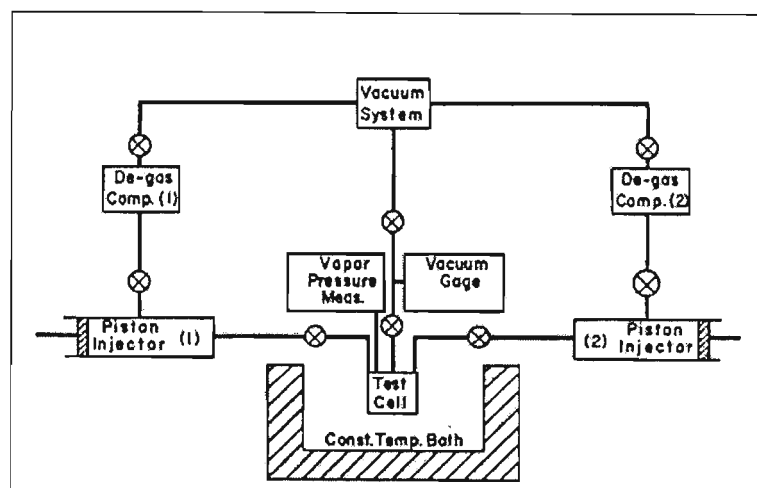 Vacuum
System
De-gas
Comp. (1)
De-gas
Comp. (2)
Vapor
Pressure
Meas.
Vacuum
Gage
Piston
Injector (1)
(2) Piston
Injector
Test
Cell
Const. Temp. Bath